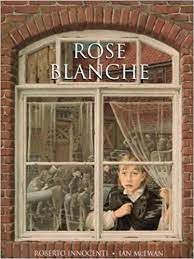 ROSE
BLANCHE
ROBERTO INNOCENTI • IAN McEWAN